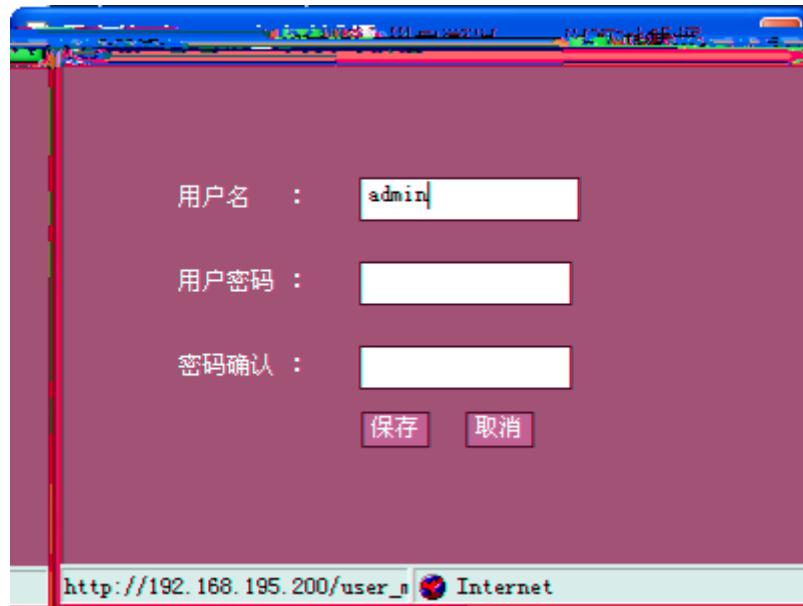 用户名 : admin
用户密码 :
密码确认 :
保存 取消
http://192.168.195.200/user_ Internet